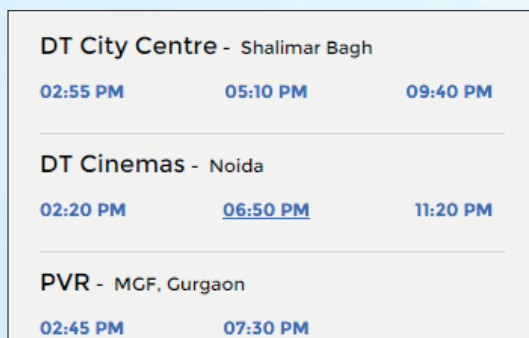 DT City Centre - Shalimar Bagh
02:55 PM 05:10 PM 09:40 PM
DT Cinemas - Noida
02:20 PM 06:50 PM 11:20 PM
PVR - MGF, Gurgaon
02:45 PM 07:30 PM